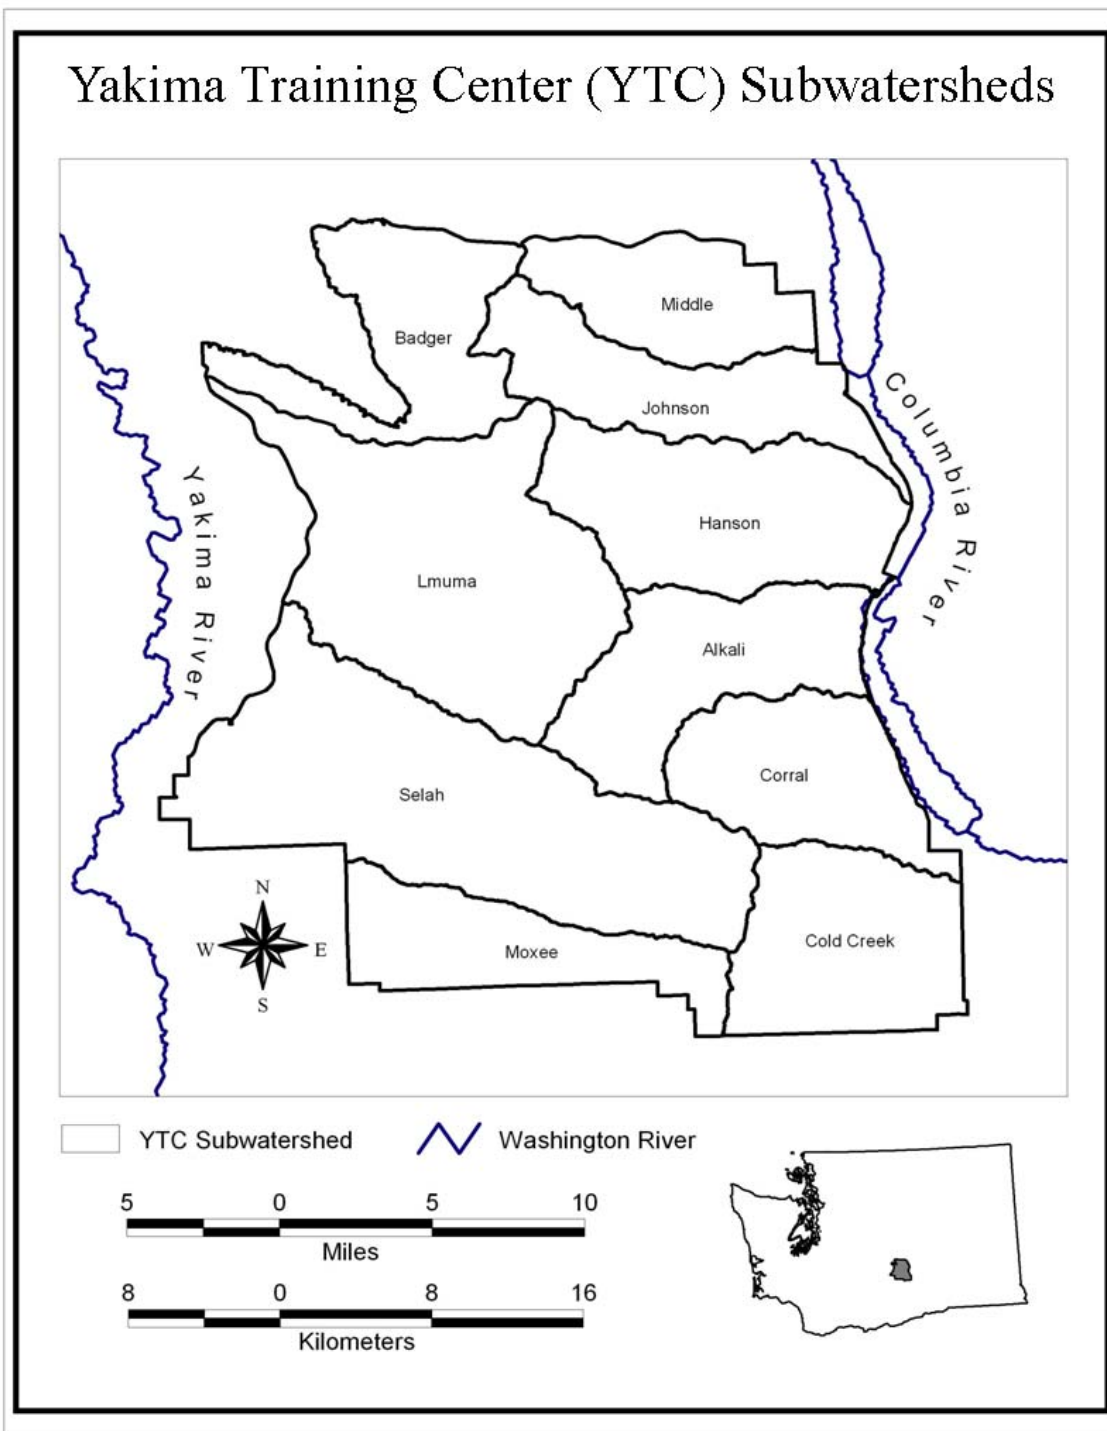 Yakima Training Center (YTC) Subwatersheds
Middle
Badger
Johnson
Columbia River
Yakima River
Hanson
Lmuma
Alkali
Corral
Selah
N
W E
S
Moxee
Cold Creek
YTC Subwatershed
Washington River
5 0 5 10
Miles
8 0 8 16
Kilometers